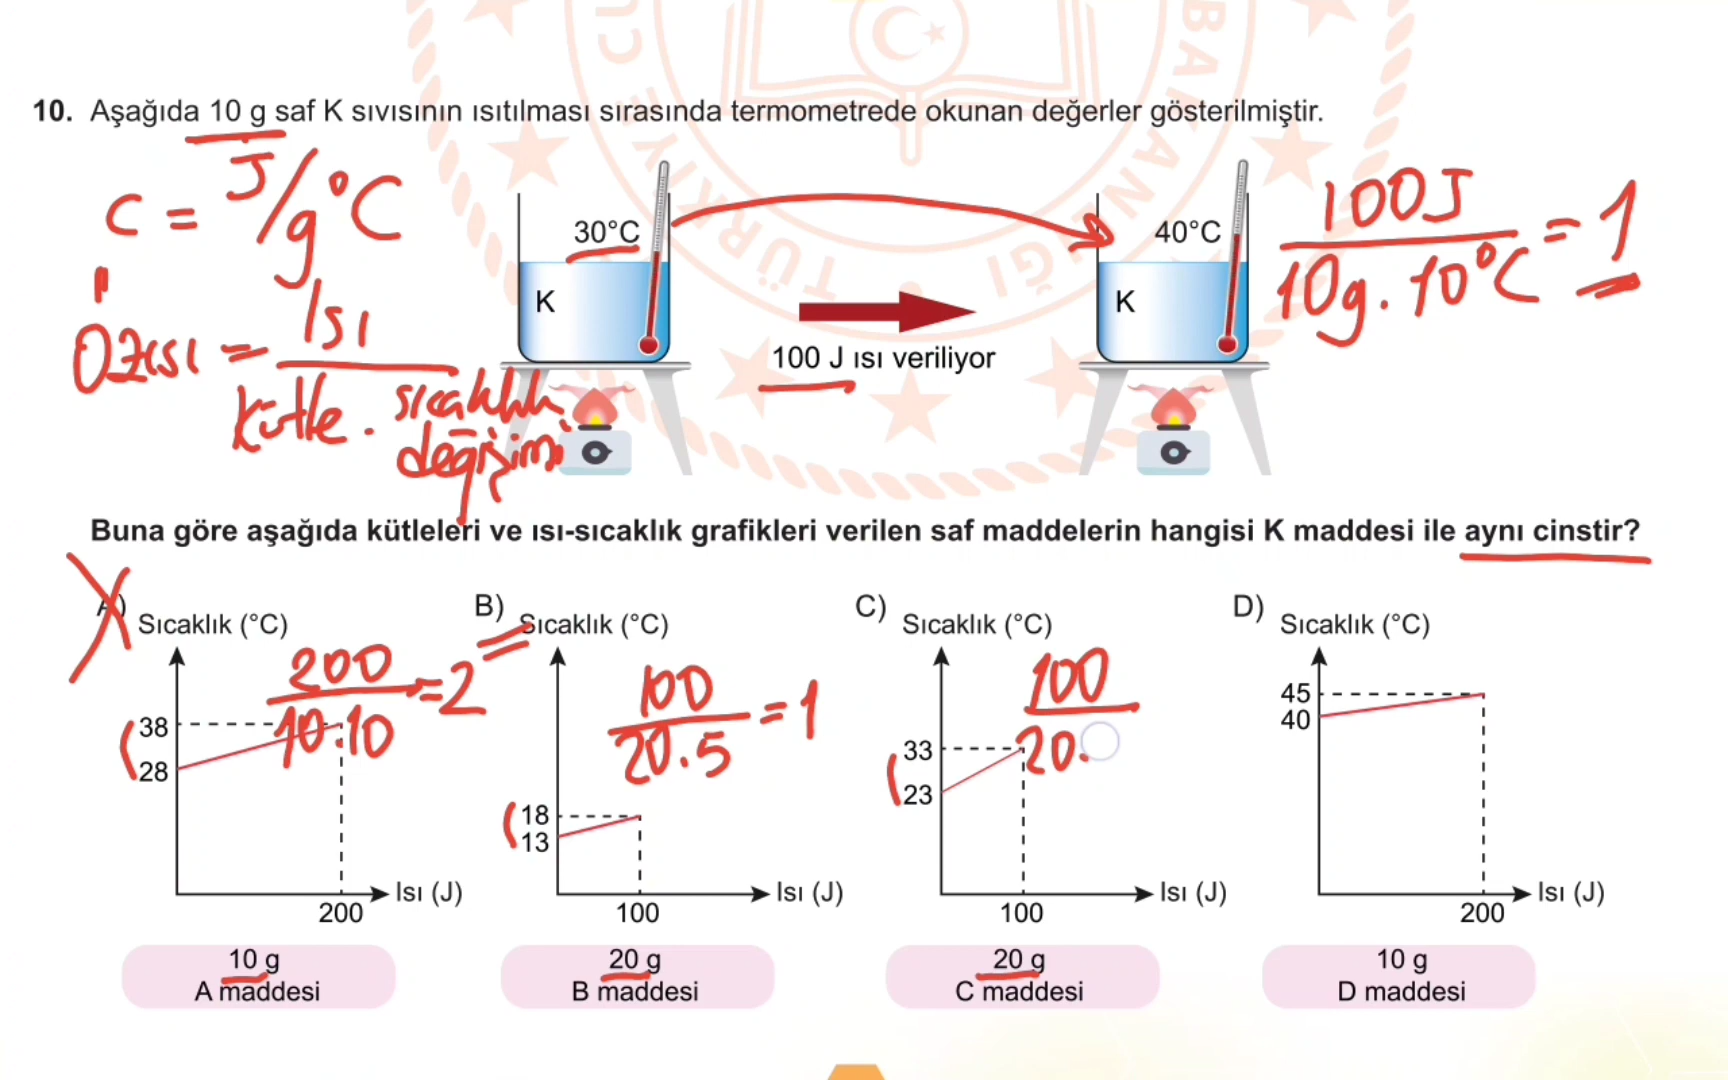 10. Aşağıda 10 g saf K sıvısının ısıtılması sırasında termometrede okunan değerler gösterilmiştir.
c = J/g°C
"
özısı = Isı
kütle . sıcaklık
değişimi
30°C
K
100 J ısı veriliyor
40°C
K
100J
10g . 10°C
= 1
Buna göre aşağıda kütleleri ve ısı-sıcaklık grafikleri verilen saf maddelerin hangisi K maddesi ile aynı cinstir?
A)
Sıcaklık (°C)
200
10.10
=2
38
28
Isı (J)
200
10 g
A maddesi
B)
Sıcaklık (°C)
100
20.5
=1
18
13
Isı (J)
100
20 g
B maddesi
C)
Sıcaklık (°C)
100
20.
33
23
Isı (J)
100
20 g
C maddesi
D)
Sıcaklık (°C)
45
40
Isı (J)
200
10 g
D maddesi